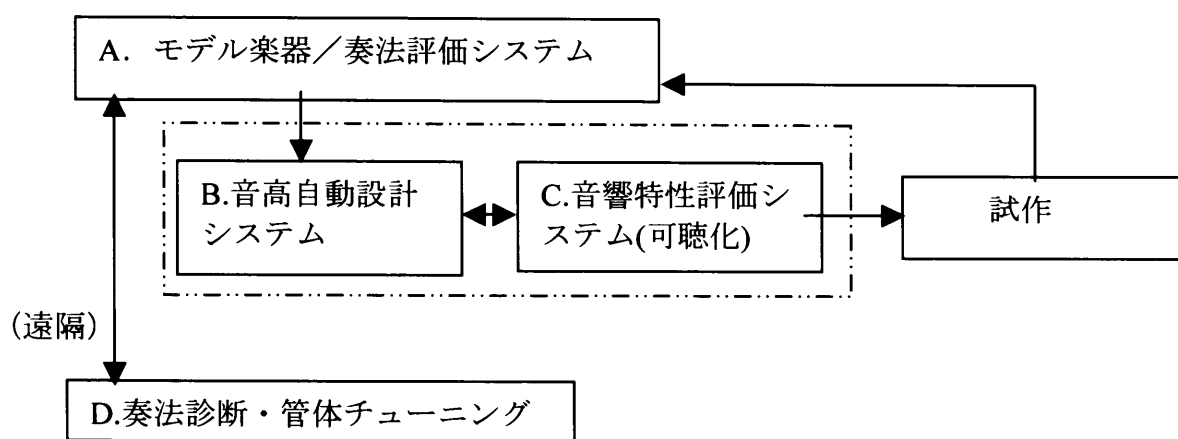 A. モデル楽器／奏法評価システム
B.音高自動設計
システム
C.音響特性評価シ
ステム(可聴化)
試作
（遠隔）
D.奏法診断・管体チューニング